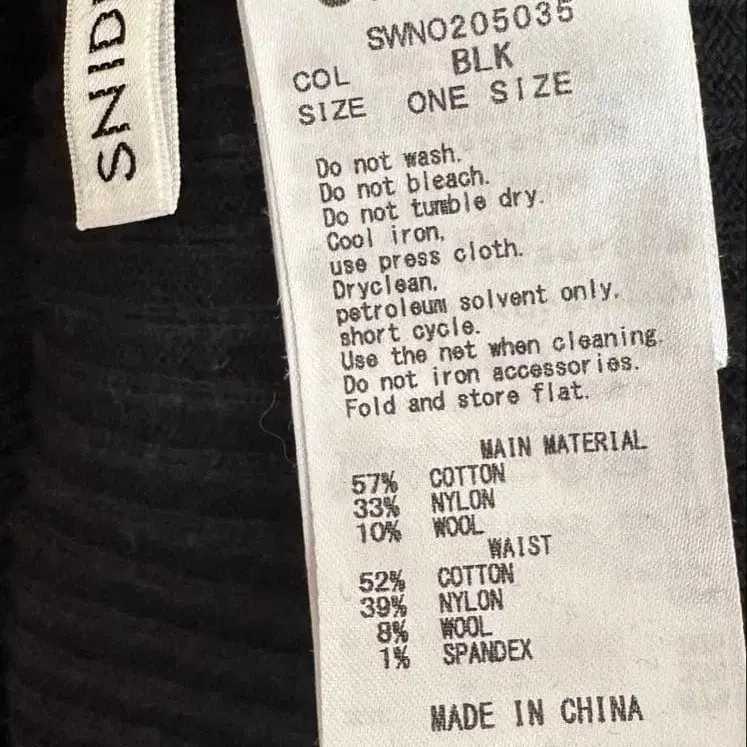 SNID
SWNO205035
COL BLK
SIZE ONE SIZE
Do not wash.
Do not bleach.
Do not tumble dry.
Cool iron,
use press cloth.
Dryclean,
petroleum solvent only,
short cycle.
Use the net when cleaning.
Do not iron accessories.
Fold and store flat.
MAIN MATERIAL
57% COTTON
33% NYLON
10% WOOL
WAIST
52% COTTON
39% NYLON
8% WOOL
1% SPANDEX
MADE IN CHINA